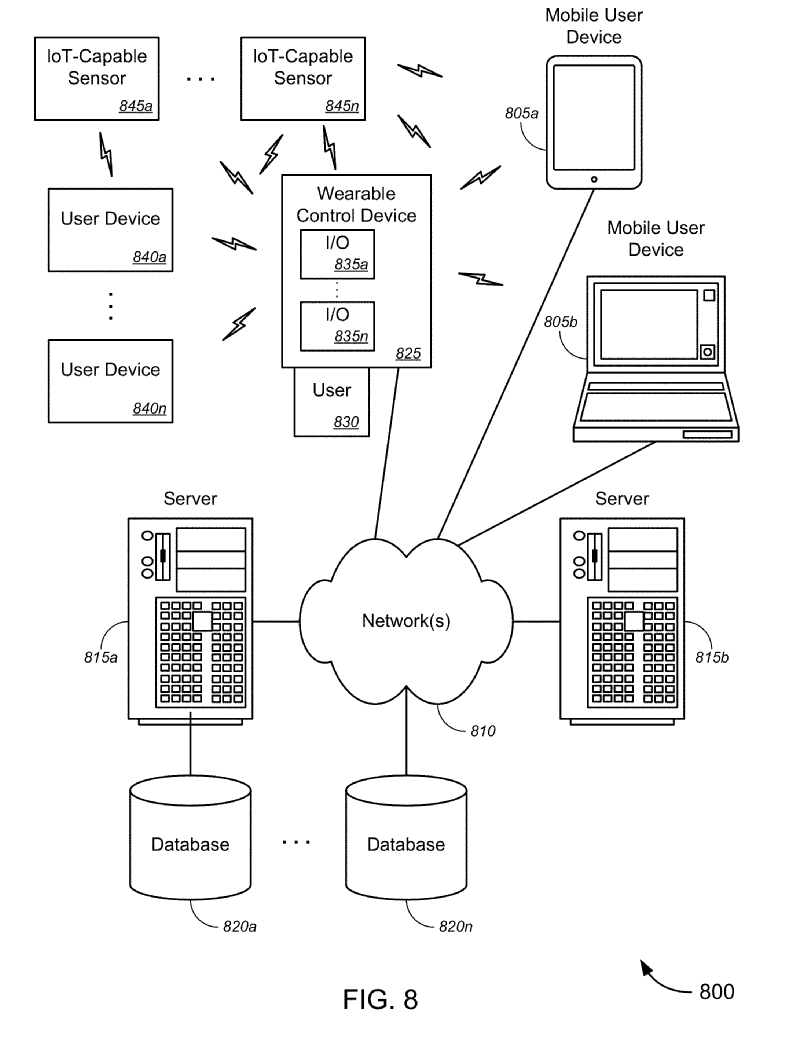 Mobile User
Device
805a
IoT-Capable
Sensor
845a
. . .
IoT-Capable
Sensor
845n
User Device
840a
User Device
840n
Wearable
Control Device
I/O
835a
I/O
835n
825
User
830
Mobile User
Device
805b
Server
815a
Network(s)
810
Server
815b
Database
820a
. . .
Database
820n
800
FIG. 8